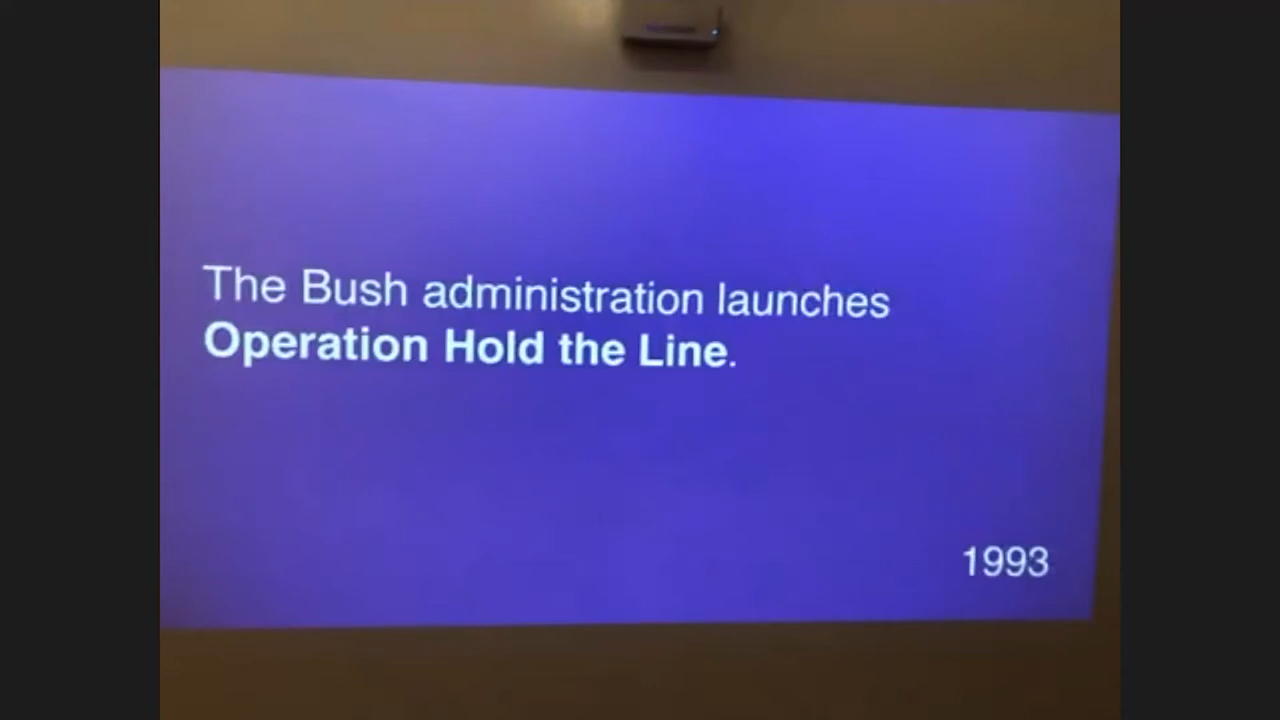 The Bush administration launches
Operation Hold the Line.
1993